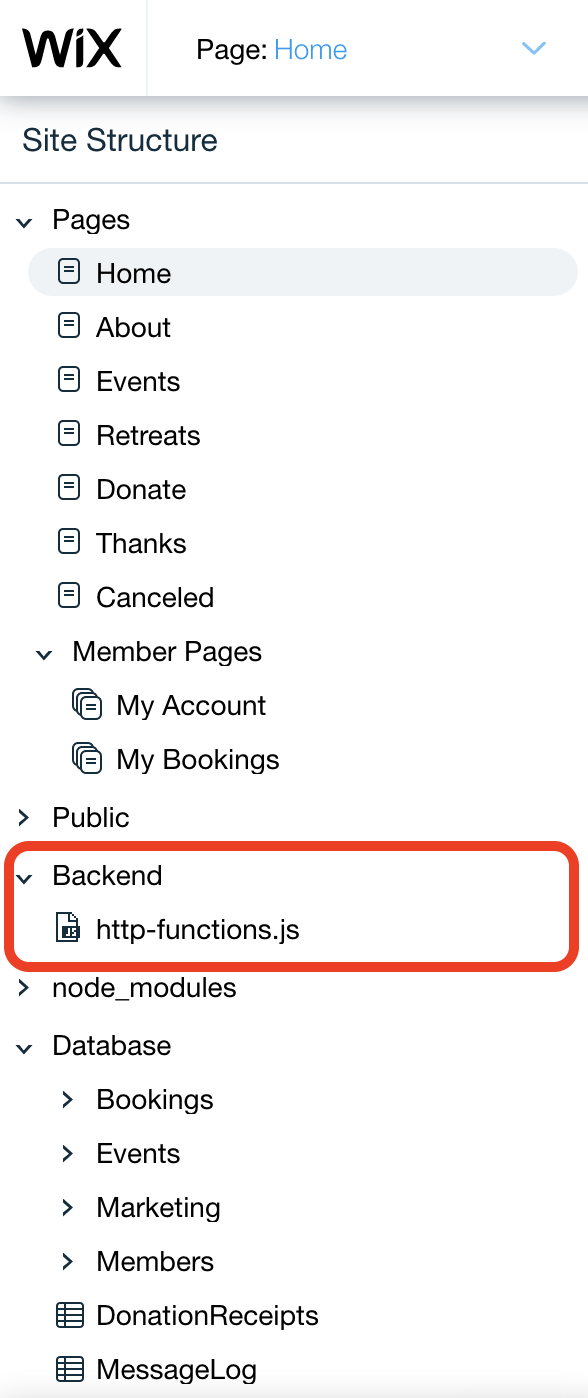 WiX
Page: Home
Site Structure
Pages
Home
About
Events
Retreats
Donate
Thanks
Canceled
Member Pages
My Account
My Bookings
Public
Backend
JS
http-functions.js
node_modules
Database
Bookings
Events
Marketing
Members
DonationReceipts
MessageLog